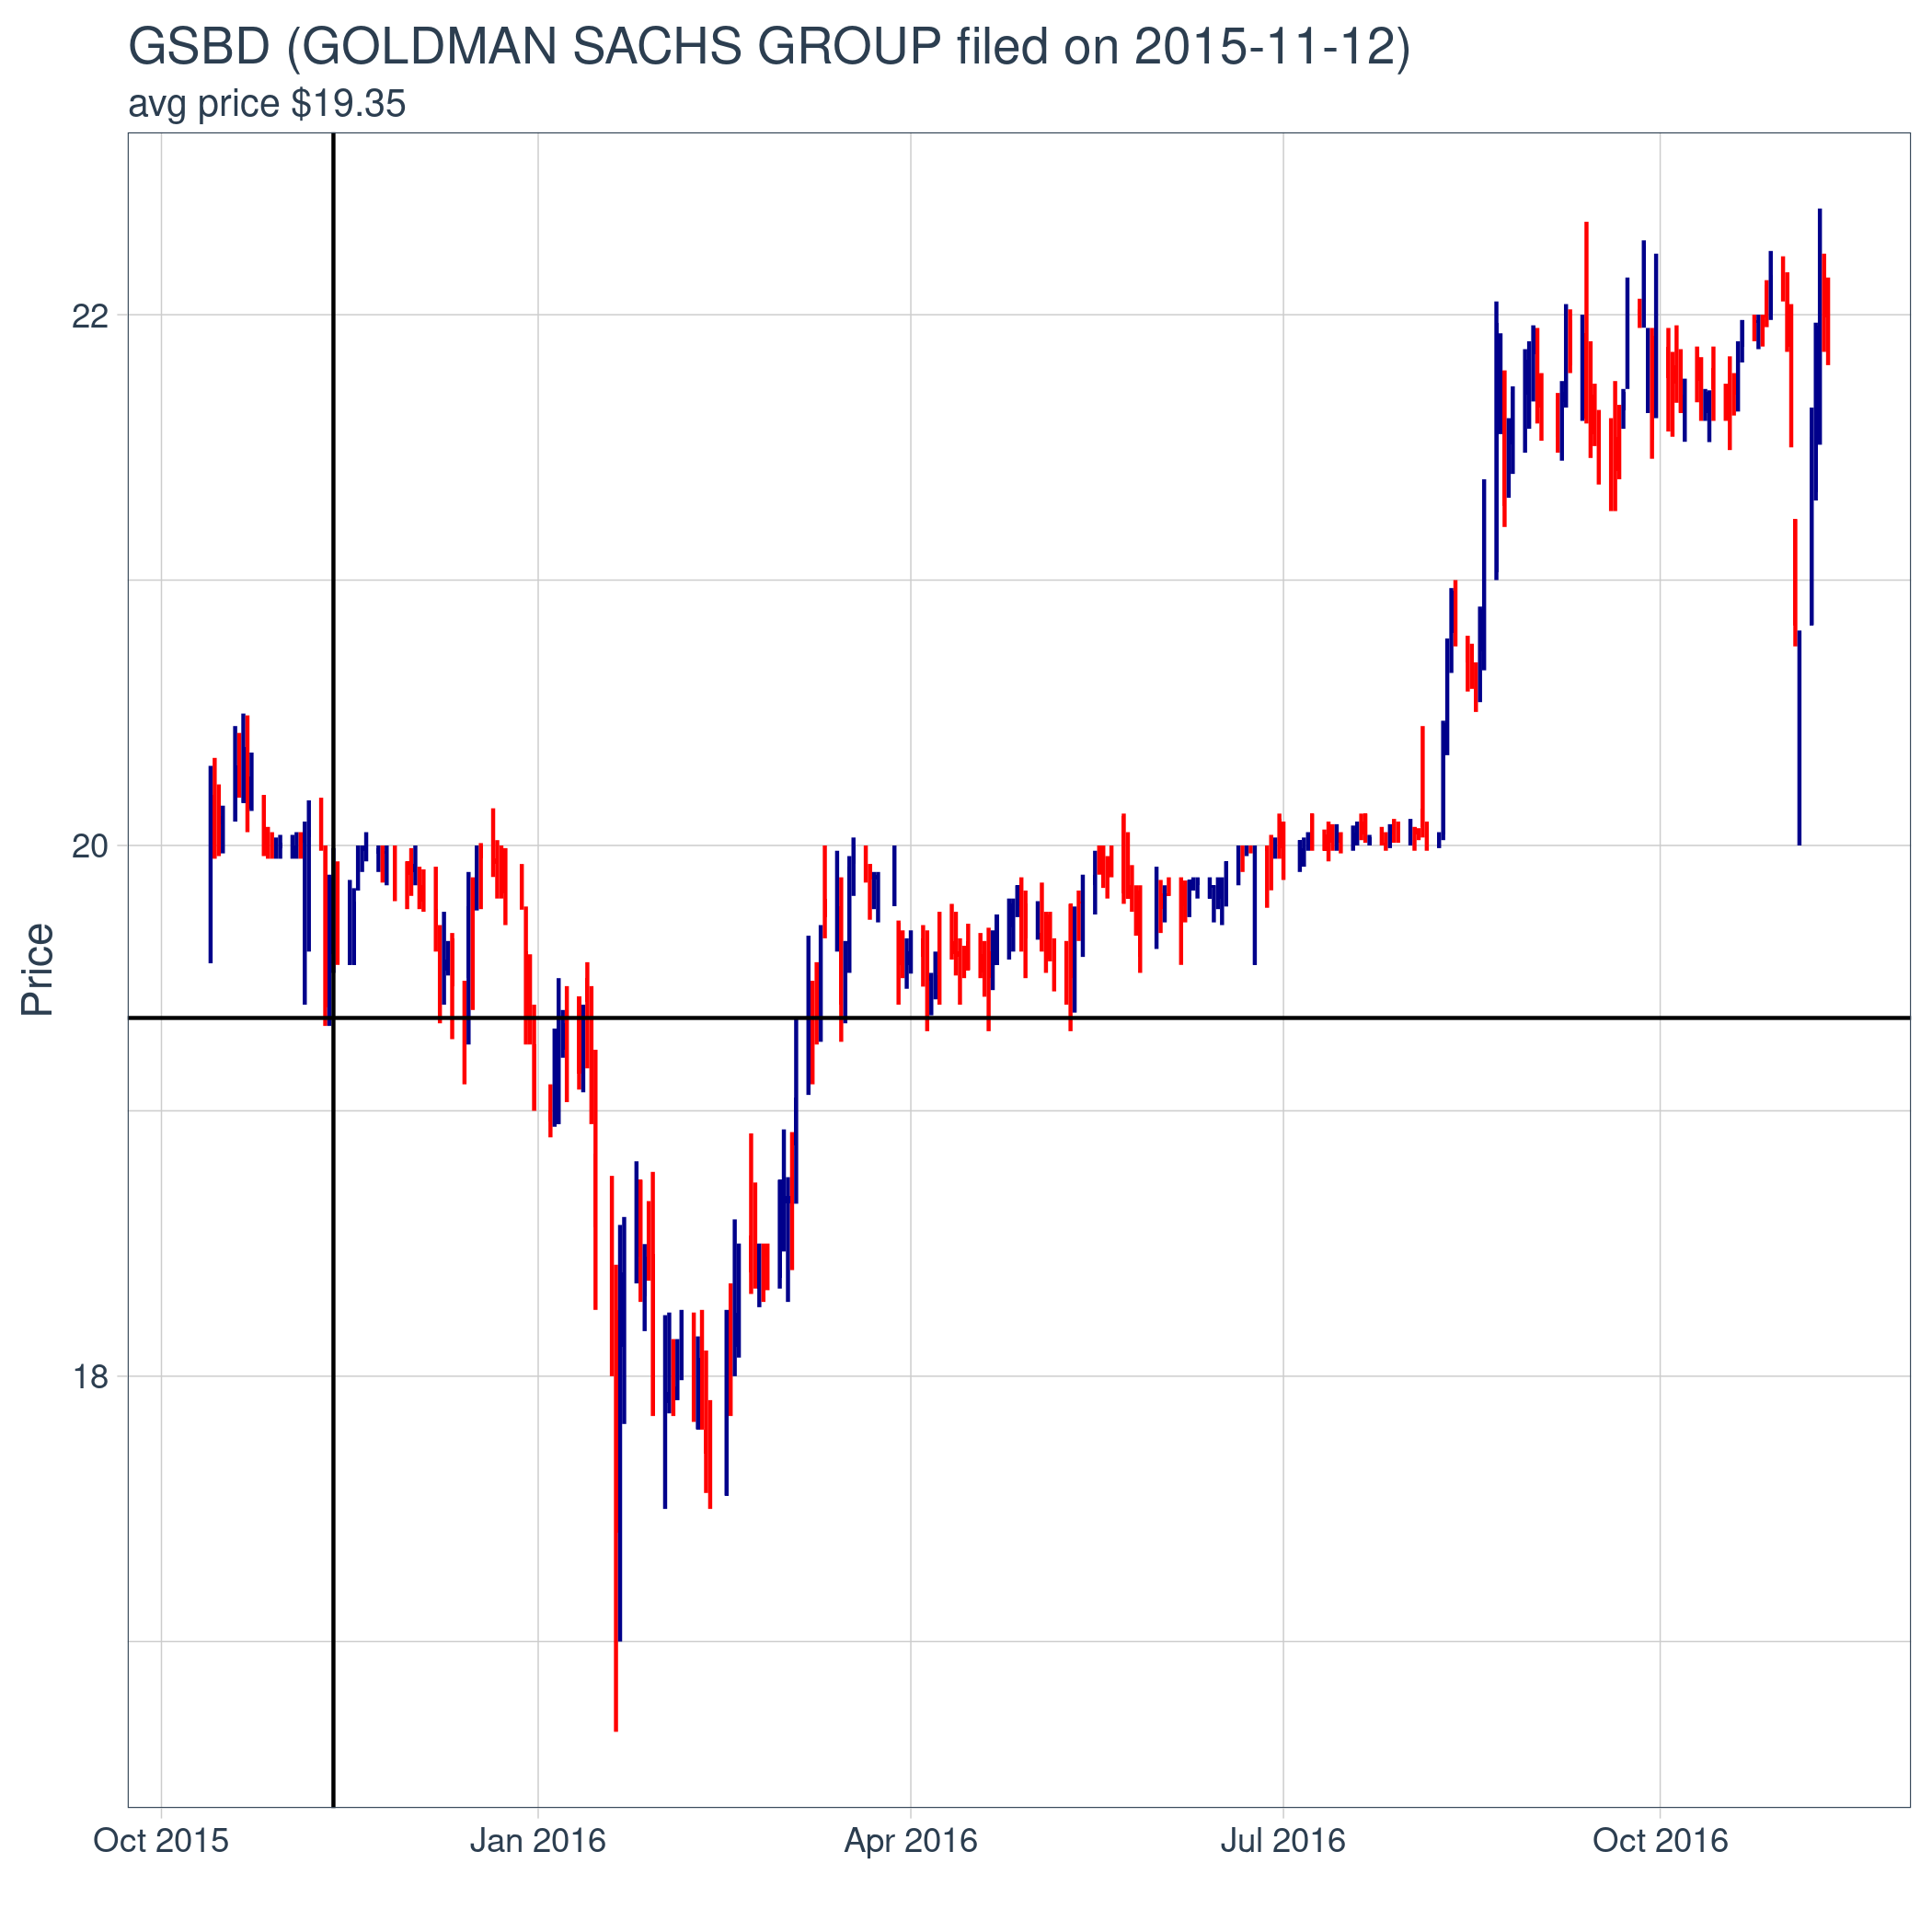 GSBD (GOLDMAN SACHS GROUP filed on 2015-11-12)
avg price $19.35
22
20
18
Price
Oct 2015
Jan 2016
Apr 2016
Jul 2016
Oct 2016